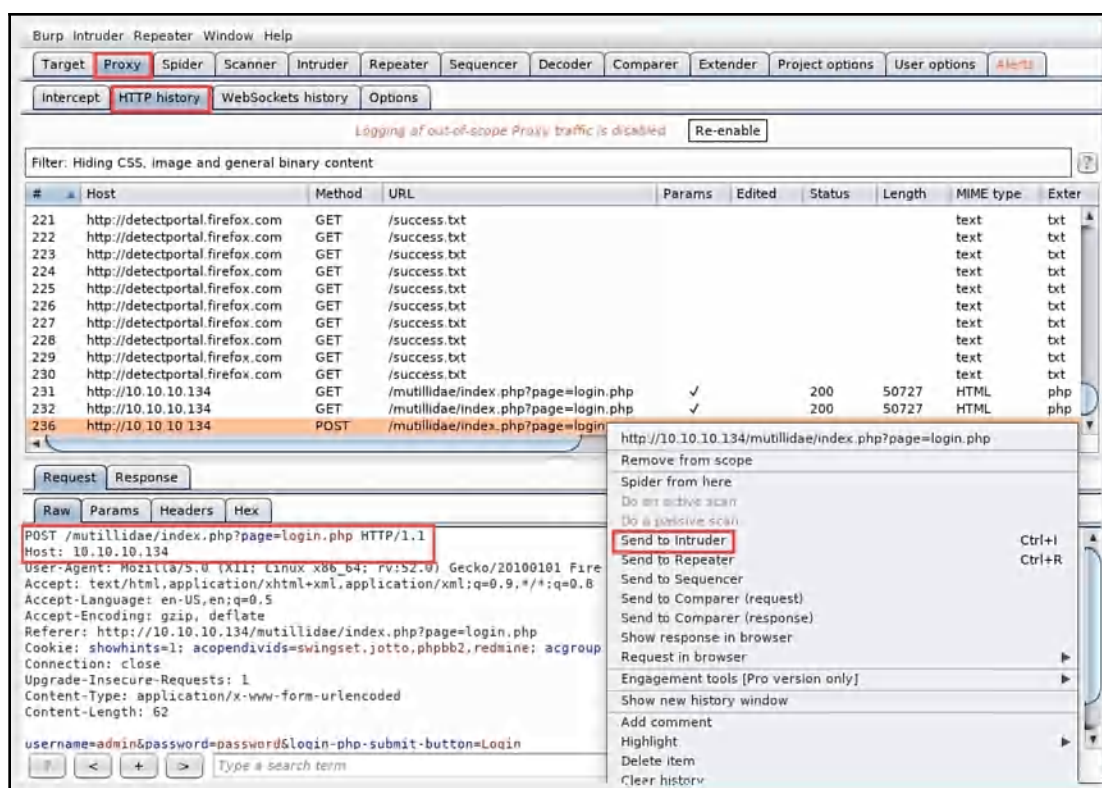 Burp Intruder Repeater Window Help
Target Proxy Spider Scanner Intruder Repeater Sequencer Decoder Comparer Extender Project options User options Alerts
Intercept HTTP history WebSockets history Options
Logging of out-of-scope Proxy traffic is disabled Re-enable
Filter: Hiding CSS, image and general binary content ?
# Host Method URL Params Edited Status Length MIME type Exter
221 http://detectportal.firefox.com GET /success.txt text txt
222 http://detectportal.firefox.com GET /success.txt text txt
223 http://detectportal.firefox.com GET /success.txt text txt
224 http://detectportal.firefox.com GET /success.txt text txt
225 http://detectportal.firefox.com GET /success.txt text txt
226 http://detectportal.firefox.com GET /success.txt text txt
227 http://detectportal.firefox.com GET /success.txt text txt
228 http://detectportal.firefox.com GET /success.txt text txt
229 http://detectportal.firefox.com GET /success.txt text txt
230 http://detectportal.firefox.com GET /success.txt text txt
231 http://10.10.10.134 GET /mutillidae/index.php?page=login.php ✓ 200 50727 HTML php
232 http://10.10.10.134 GET /mutillidae/index.php?page=login.php ✓ 200 50727 HTML php
236 http://10.10.10.134 POST /mutillidae/index.php?page=login
http://10.10.10.134/mutillidae/index.php?page=login.php
Remove from scope
Spider from here
Do an active scan
Do a passive scan
Send to Intruder Ctrl+I
Send to Repeater Ctrl+R
Send to Sequencer
Send to Comparer (request)
Send to Comparer (response)
Show response in browser
Request in browser
Engagement tools [Pro version only]
Show new history window
Add comment
Highlight
Delete item
Clear history
Request Response
Raw Params Headers Hex
POST /mutillidae/index.php?page=login.php HTTP/1.1
Host: 10.10.10.134
User-Agent: Mozilla/5.0 (X11; Linux x86_64; rv:52.0) Gecko/20100101 Fire
Accept: text/html,application/xhtml+xml,application/xml;q=0.9,*/*;q=0.8
Accept-Language: en-US,en;q=0.5
Accept-Encoding: gzip, deflate
Referer: http://10.10.10.134/mutillidae/index.php?page=login.php
Cookie: showhints=1; acopendivids=swingset,jotto,phpbb2,redmine; acgroup
Connection: close
Upgrade-Insecure-Requests: 1
Content-Type: application/x-www-form-urlencoded
Content-Length: 62
username=admin&password=password&login-php-submit-button=Login
? < + > Type a search term